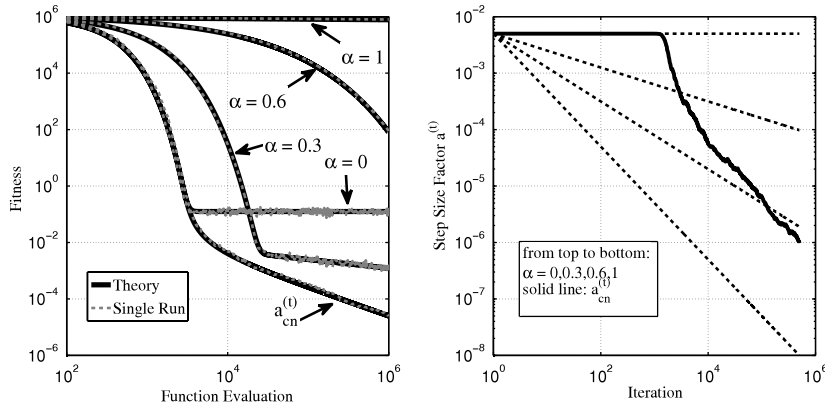 10^6
10^4
10^2
10^0
10^−2
10^−4
10^−6
Fitness
α = 1
α = 0.6
α = 0.3
α = 0
a_cn^(t)
Theory
Single Run
10^2
10^4
10^6
Function Evaluation
10^−2
10^−3
10^−4
10^−5
10^−6
10^−7
10^−8
Step Size Factor a^(t)
from top to bottom:
α = 0,0.3,0.6,1
solid line: a_cn^(t)
10^0
10^2
10^4
10^6
Iteration